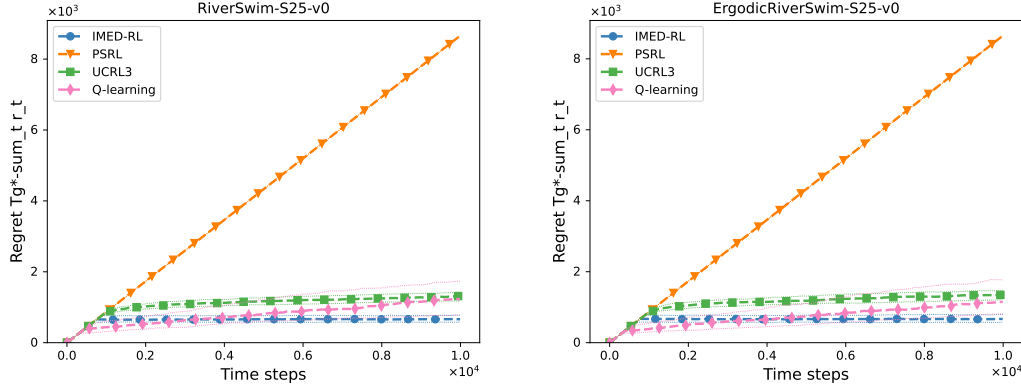 RiverSwim-S25-v0
×10³
Regret Tg*-sum_t r_t
8
6
4
2
0
IMED-RL
PSRL
UCRL3
Q-learning
0.0
0.2
0.4
0.6
0.8
1.0
×10⁴
Time steps
ErgodicRiverSwim-S25-v0
×10³
Regret Tg*-sum_t r_t
8
6
4
2
0
IMED-RL
PSRL
UCRL3
Q-learning
0.0
0.2
0.4
0.6
0.8
1.0
×10⁴
Time steps